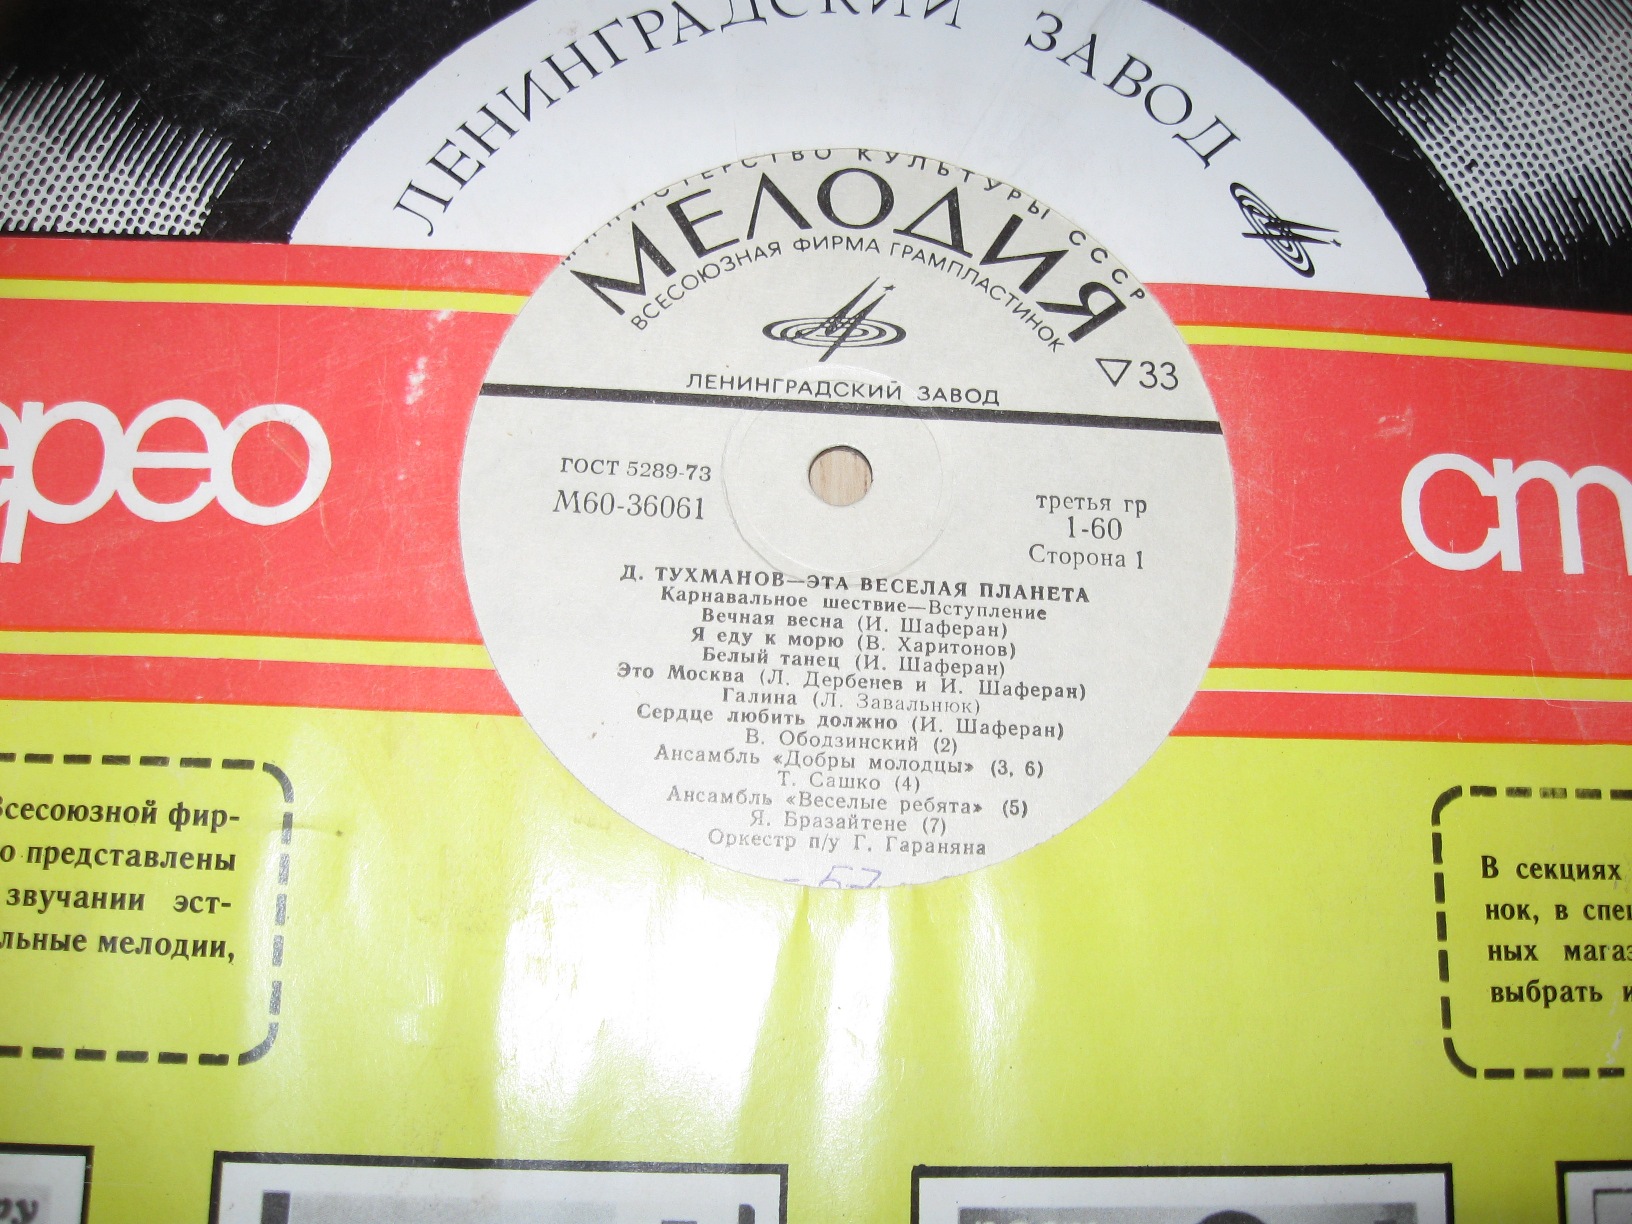 ЛЕНИНГРАДСКИЙ ЗАВОД
МИНИСТЕРСТВО КУЛЬТУРЫ СССР
МЕЛОДИЯ
ВСЕСОЮЗНАЯ ФИРМА ГРАМПЛАСТИНОК
▽33
ЛЕНИНГРАДСКИЙ ЗАВОД
ГОСТ 5289-73
М60-36061
третья гр
1-60
Сторона 1
Д. ТУХМАНОВ—ЭТА ВЕСЕЛАЯ ПЛАНЕТА
Карнавальное шествие—Вступление
Вечная весна (И. Шаферан)
Я еду к морю (В. Харитонов)
Белый танец (И. Шаферан)
Это Москва (Л. Дербенев и И. Шаферан)
Галина (Л. Завальнюк)
Сердце любить должно (И. Шаферан)
В. Ободзинский (2)
Ансамбль «Добры молодцы» (3, 6)
Т. Сашко (4)
Ансамбль «Веселые ребята» (5)
Я. Бразайтене (7)
Оркестр п/у Г. Гараняна
ерео
ст
Всесоюзной фир-
о представлены
звучании эст-
льные мелодии,
В секциях
нок, в спец
ных магаз
выбрать и